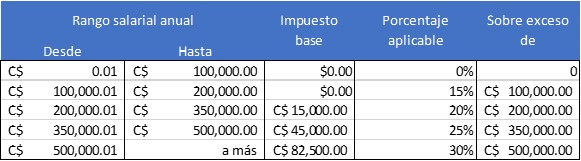 Rango salarial anual Impuesto base Porcentaje aplicable Sobre exceso de
Desde Hasta
C$ 0.01 C$ 100,000.00 $0.00 0% 0
C$ 100,000.01 C$ 200,000.00 $0.00 15% C$ 100,000.00
C$ 200,000.01 C$ 350,000.00 C$ 15,000.00 20% C$ 200,000.00
C$ 350,000.01 C$ 500,000.00 C$ 45,000.00 25% C$ 350,000.00
C$ 500,000.01 a más C$ 82,500.00 30% C$ 500,000.00